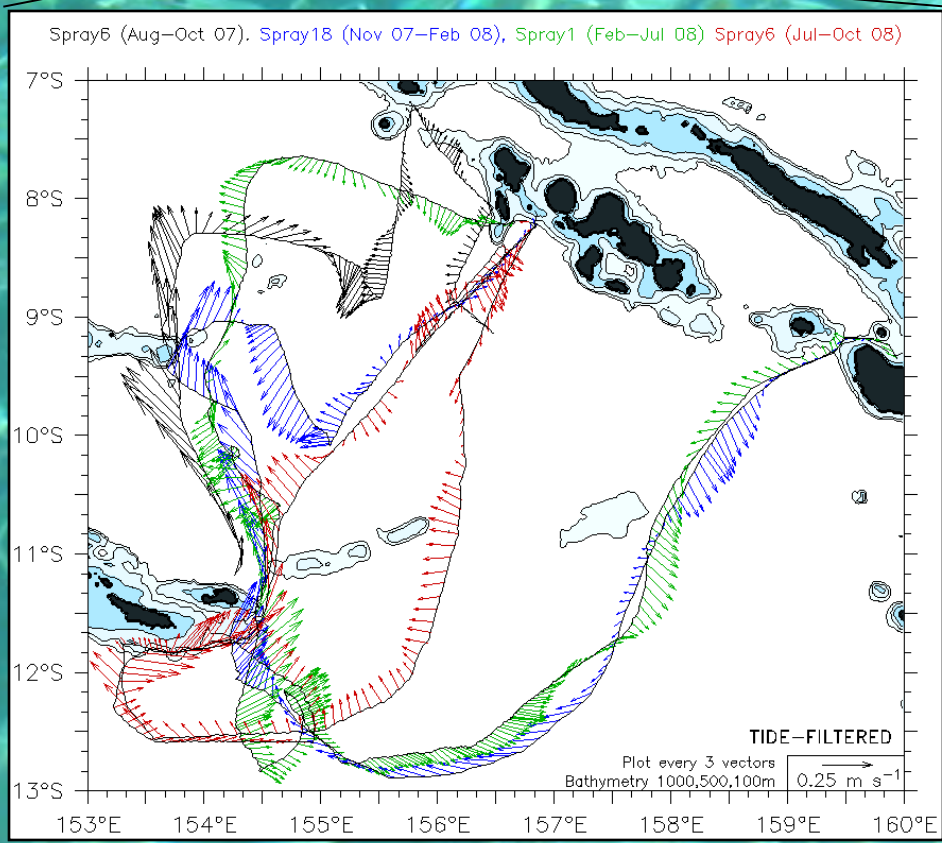 Spray6 (Aug–Oct 07). Spray18 (Nov 07–Feb 08), Spray1 (Feb–Jul 08) Spray6 (Jul–Oct 08)
7°S
8°S
9°S
10°S
11°S
12°S
13°S
TIDE–FILTERED
Plot every 3 vectors
Bathymetry 1000,500,100m
0.25 m s⁻¹
153°E 154°E 155°E 156°E 157°E 158°E 159°E 160°E